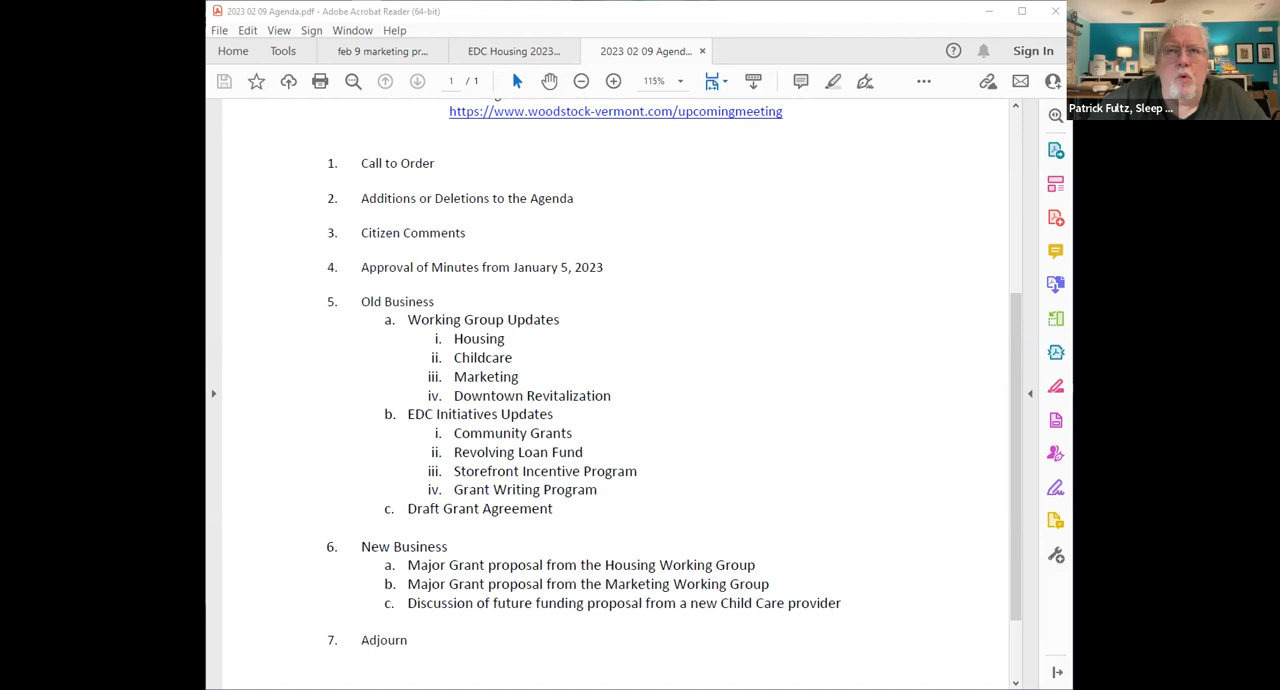 2023 02 09 Agenda.pdf - Adobe Acrobat Reader (64-bit)
File Edit View Sign Window Help
Home Tools feb 9 marketing pr... EDC Housing 2023... 2023 02 09 Agend... × Sign In
1 / 1 115%
Patrick Fultz, Sleep ...
https://www.woodstock-vermont.com/upcomingmeeting
1. Call to Order
2. Additions or Deletions to the Agenda
3. Citizen Comments
4. Approval of Minutes from January 5, 2023
5. Old Business
a. Working Group Updates
i. Housing
ii. Childcare
iii. Marketing
iv. Downtown Revitalization
b. EDC Initiatives Updates
i. Community Grants
ii. Revolving Loan Fund
iii. Storefront Incentive Program
iv. Grant Writing Program
c. Draft Grant Agreement
6. New Business
a. Major Grant proposal from the Housing Working Group
b. Major Grant proposal from the Marketing Working Group
c. Discussion of future funding proposal from a new Child Care provider
7. Adjourn